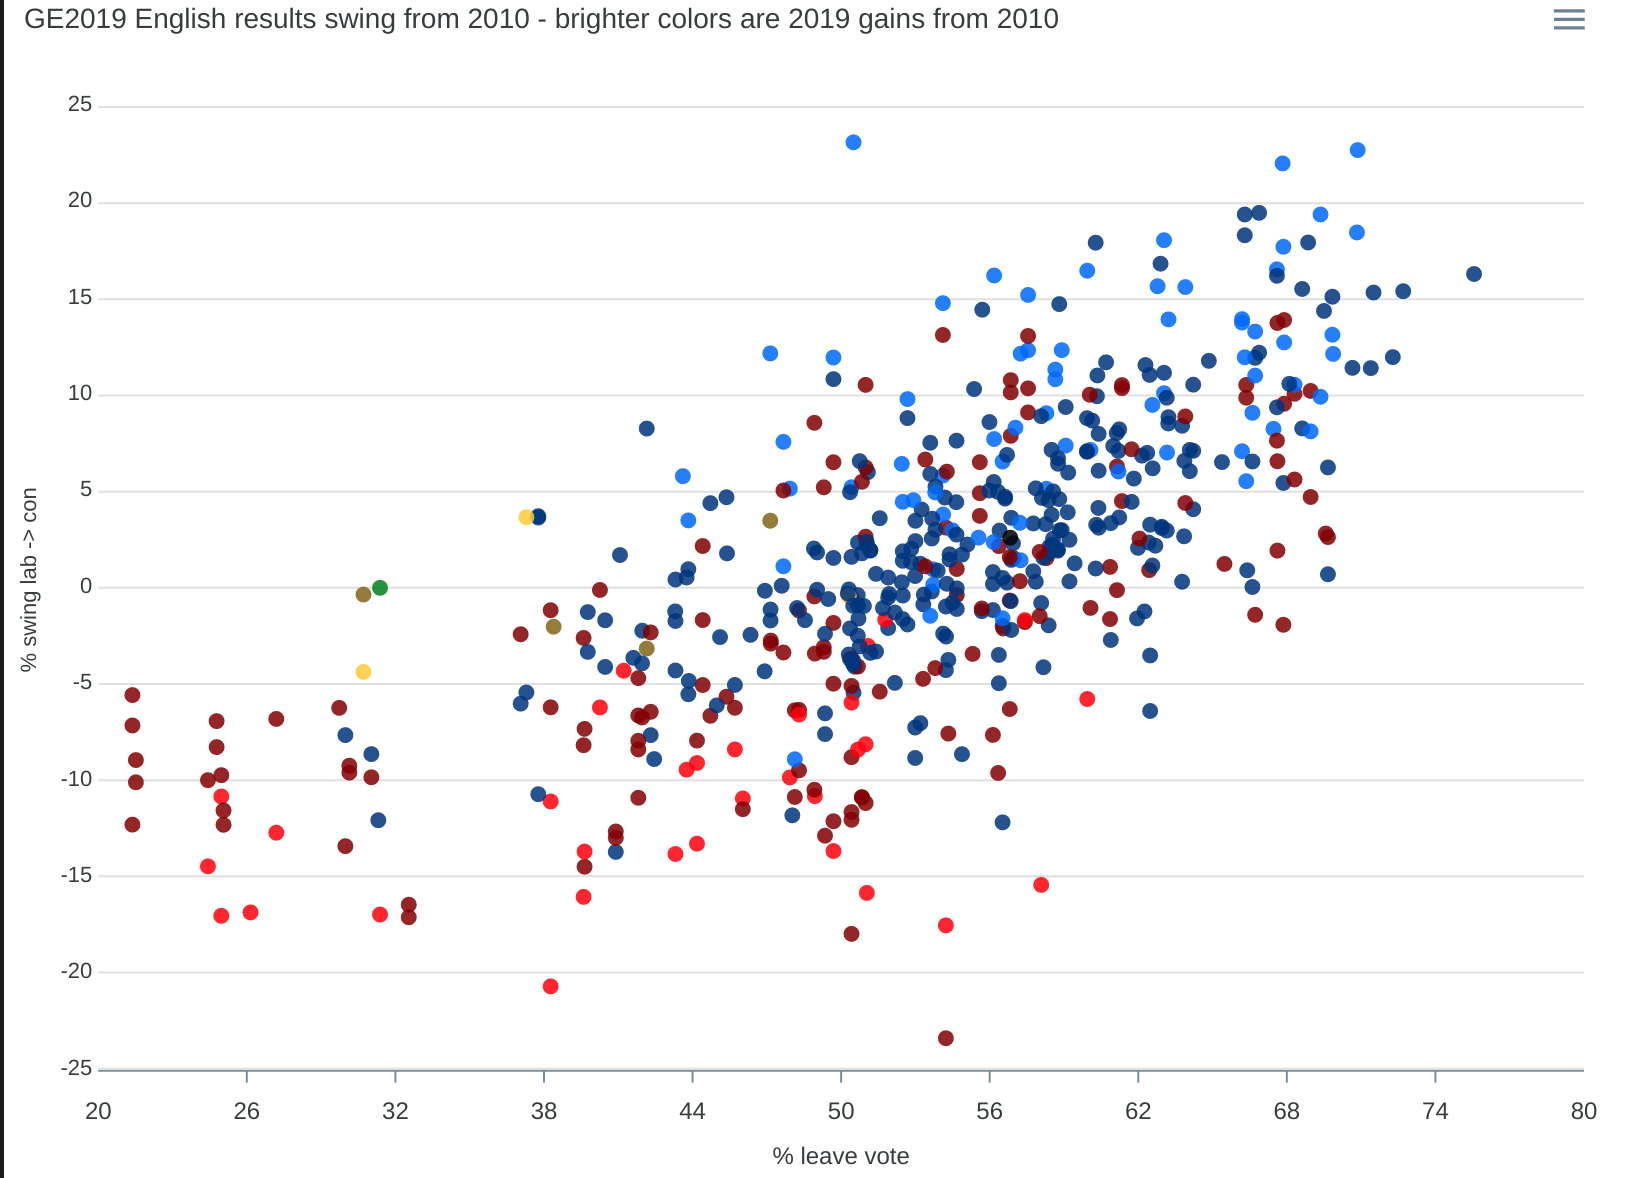 GE2019 English results swing from 2010 - brighter colors are 2019 gains from 2010
25
20
15
10
5
0
-5
-10
-15
-20
-25
% swing lab -> con
20 26 32 38 44 50 56 62 68 74 80
% leave vote